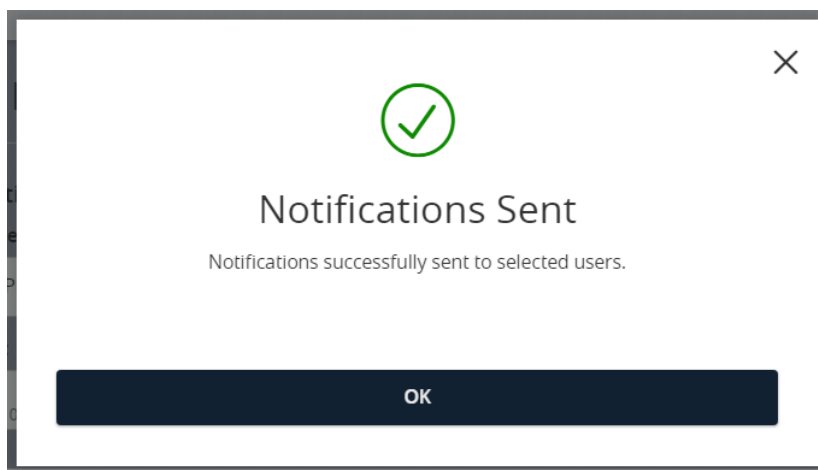 Notifications Sent
Notifications successfully sent to selected users.
OK